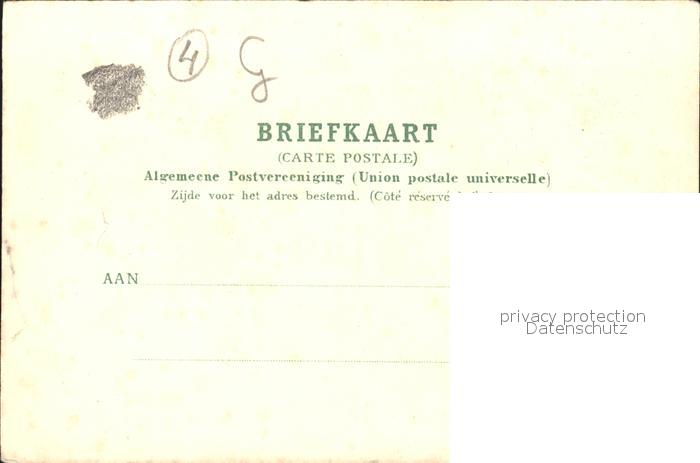 4 G
BRIEFKAART
(CARTE POSTALE)
Algemeene Postvereeniging (Union postale universelle)
Zijde voor het adres bestemd. (Côté réservé
AAN
privacy protection
Datenschutz